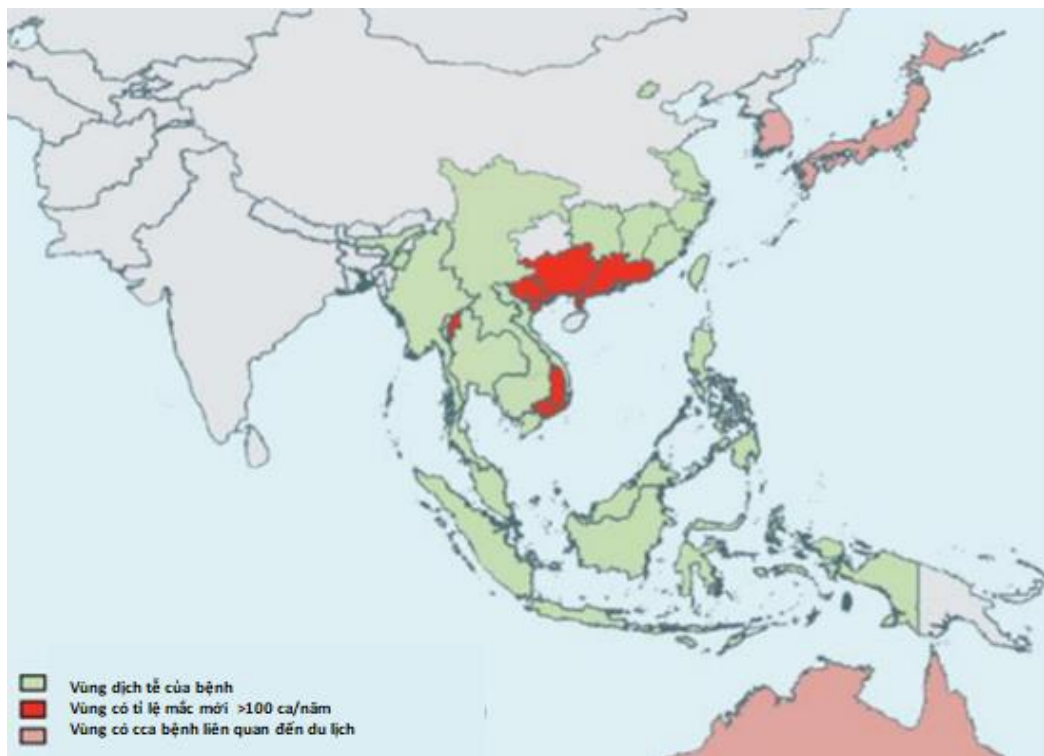 Vùng dịch tễ của bệnh
Vùng có tỉ lệ mắc mới >100 ca/năm
Vùng có cca bệnh liên quan đến du lịch